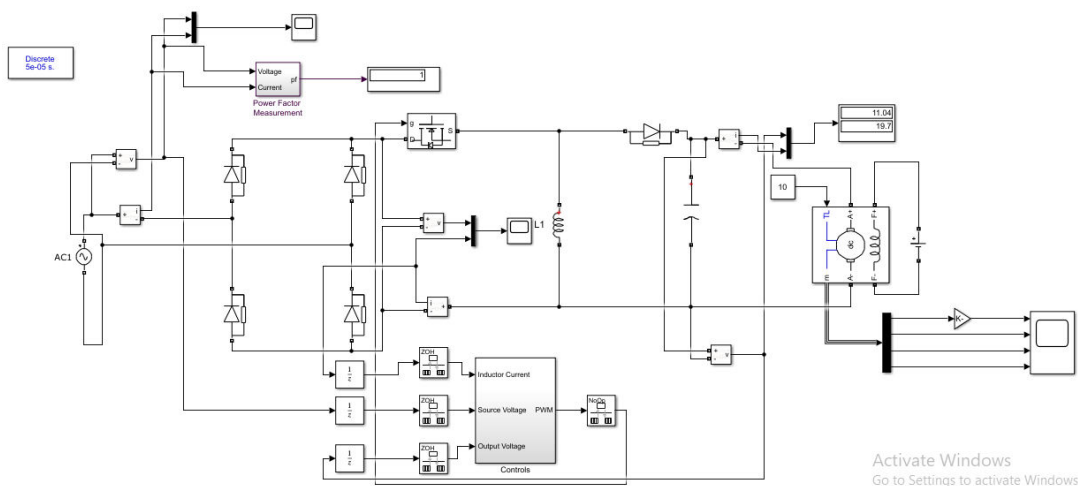 Discrete
5e-05 s.
Voltage
Current
pf
Power Factor
Measurement
1
g
D
S
11.04
19.7
10
TL
m
A+
A-
F+
F-
dc
AC1
+
-
v
+
-
i
+
-
v
i
+
L1
+
i
-
+
-
v
K-
1
z
1
z
1
z
ZOH
ZOH
ZOH
Inductor Current
Source Voltage
Output Voltage
PWM
Controls
NoOp
Activate Windows
Go to Settings to activate Windows